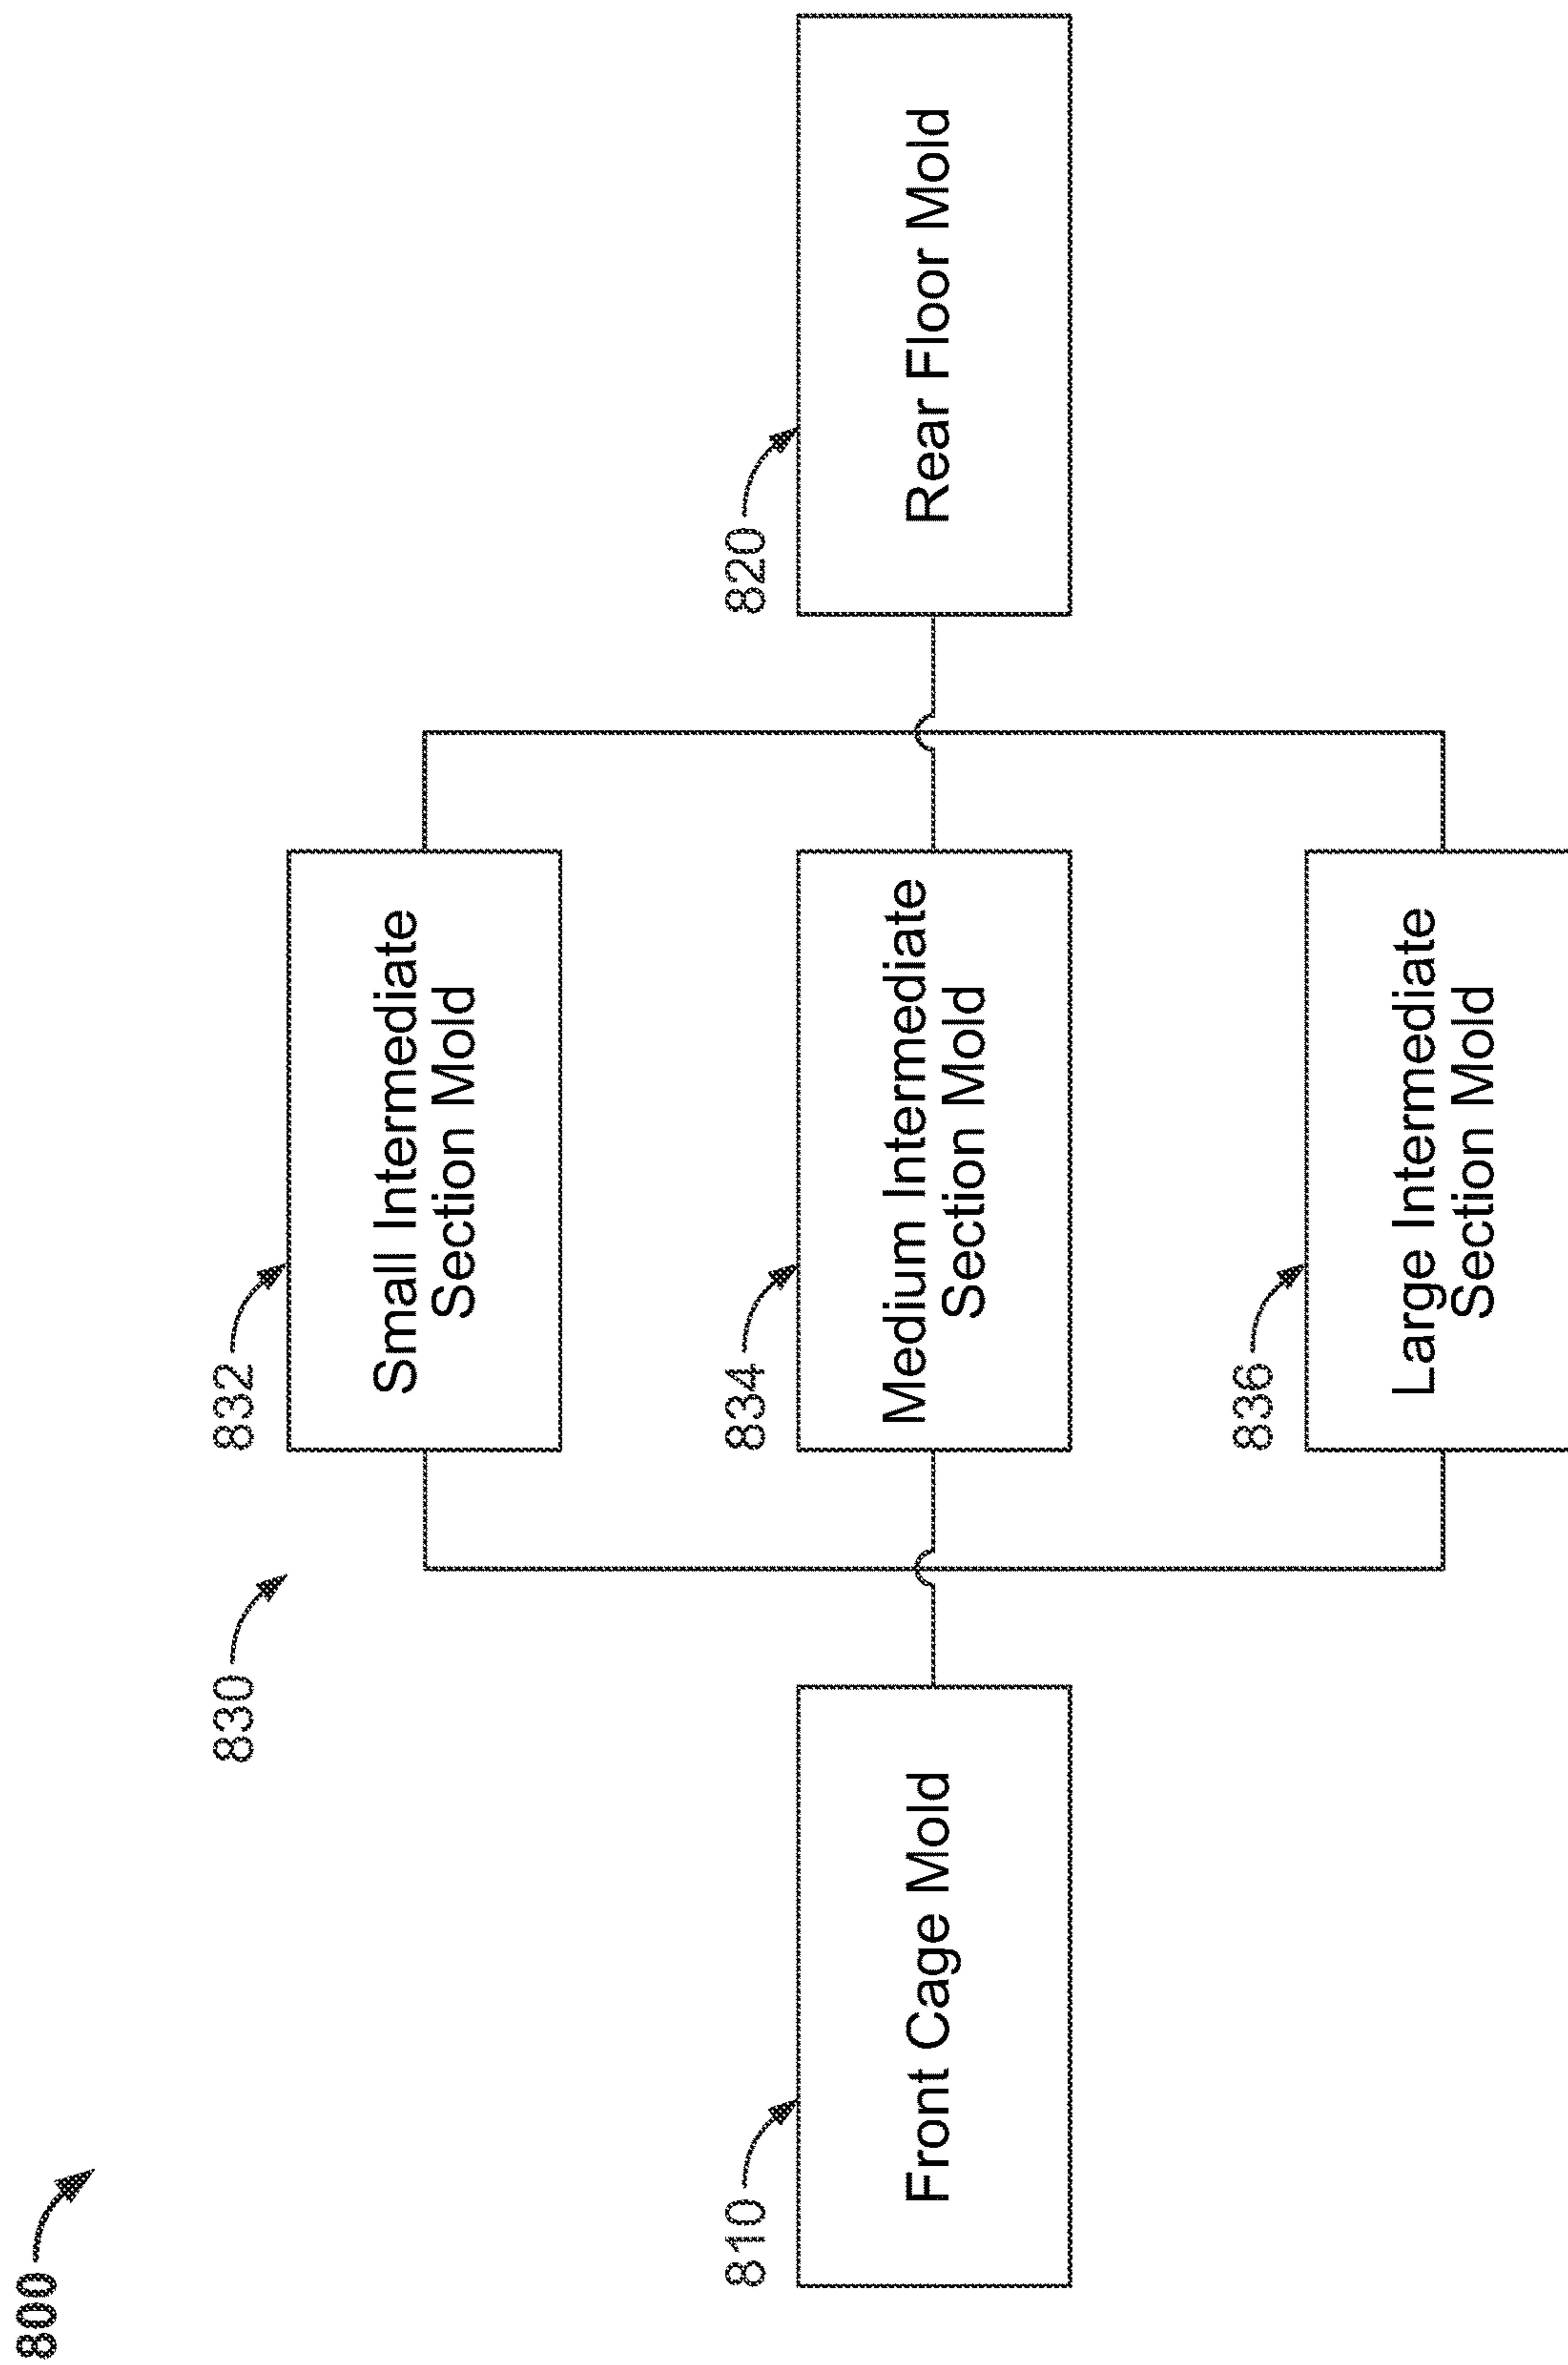 800
830
832
Small Intermediate
Section Mold
810
Front Cage Mold
834
Medium Intermediate
Section Mold
820
Rear Floor Mold
836
Large Intermediate
Section Mold